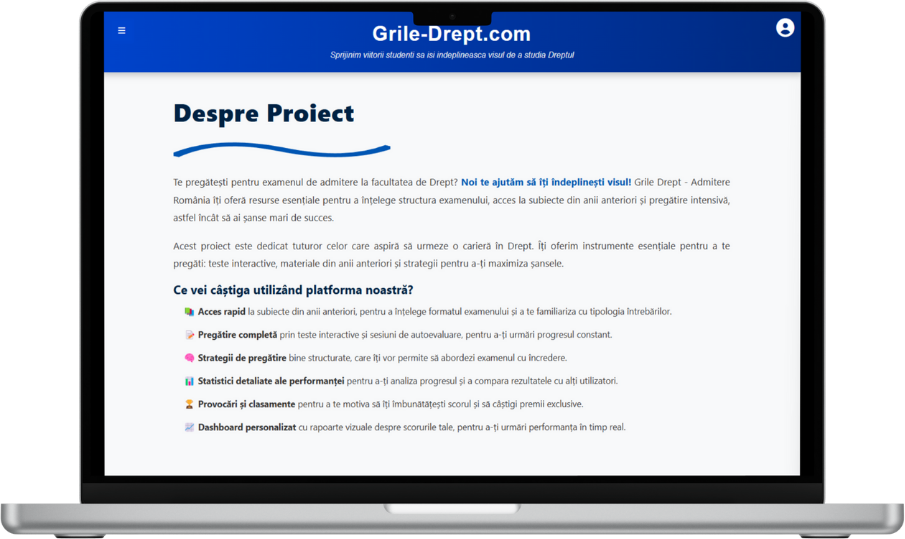 Grile-Drept.com
Sprijinim viitorii studenti sa isi indeplineasca visul de a studia Dreptul
Despre Proiect
Te pregătești pentru examenul de admitere la facultatea de Drept? Noi te ajutăm să îți îndeplinești visul! Grile Drept - Admitere
România îți oferă resurse esențiale pentru a înțelege structura examenului, acces la subiecte din anii anteriori și pregătire intensivă,
astfel încât să ai șanse mari de succes.
Acest proiect este dedicat tuturor celor care aspiră să urmeze o carieră în Drept. Îți oferim instrumente esențiale pentru a te
pregăti: teste interactive, materiale din anii anteriori și strategii pentru a-ți maximiza șansele.
Ce vei câștiga utilizând platforma noastră?
Acces rapid la subiecte din anii anteriori, pentru a înțelege formatul examenului și a te familiariza cu tipologia întrebărilor.
Pregătire completă prin teste interactive și sesiuni de autoevaluare, pentru a-ți urmări progresul constant.
Strategii de pregătire bine structurate, care îți vor permite să abordezi examenul cu încredere.
Statistici detaliate ale performanței pentru a-ți analiza progresul și a compara rezultatele cu alți utilizatori.
Provocări și clasamente pentru a te motiva să îți îmbunătățești scorul și să câștigi premii exclusive.
Dashboard personalizat cu rapoarte vizuale despre scorurile tale, pentru a-ți urmări performanța în timp real.